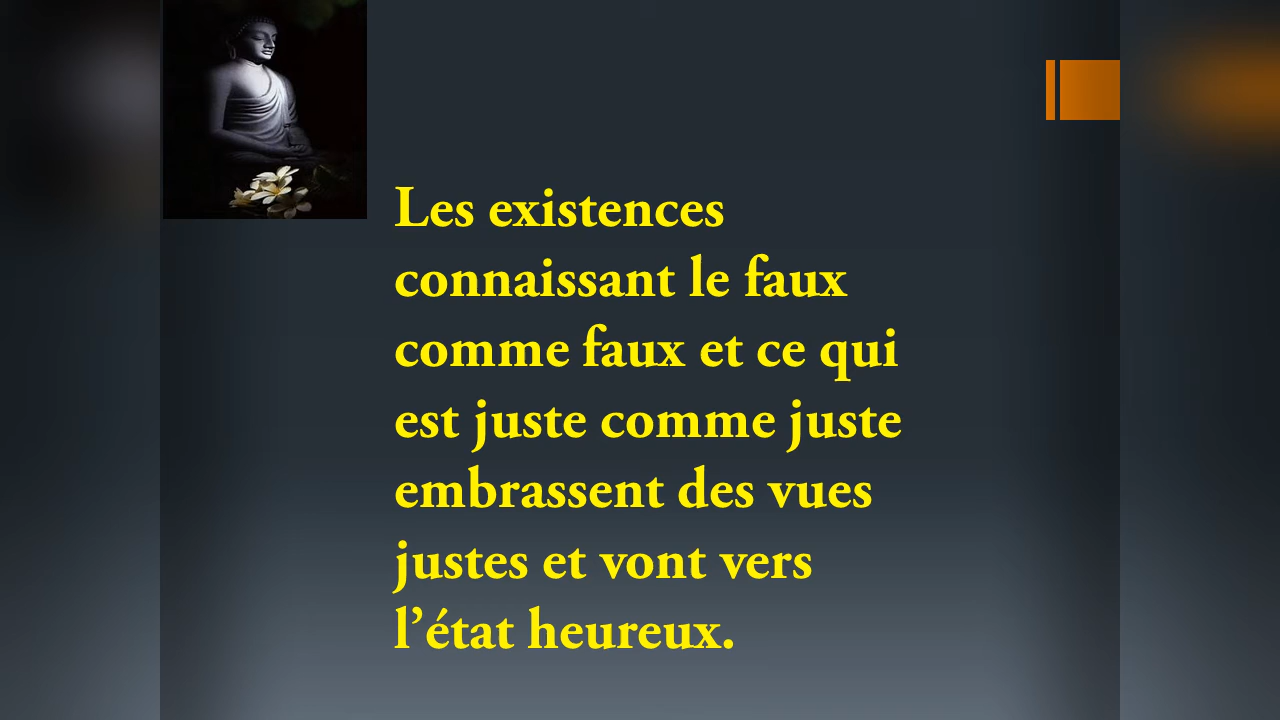 Les existences
connaissant le faux
comme faux et ce qui
est juste comme juste
embrassent des vues
justes et vont vers
l’état heureux.